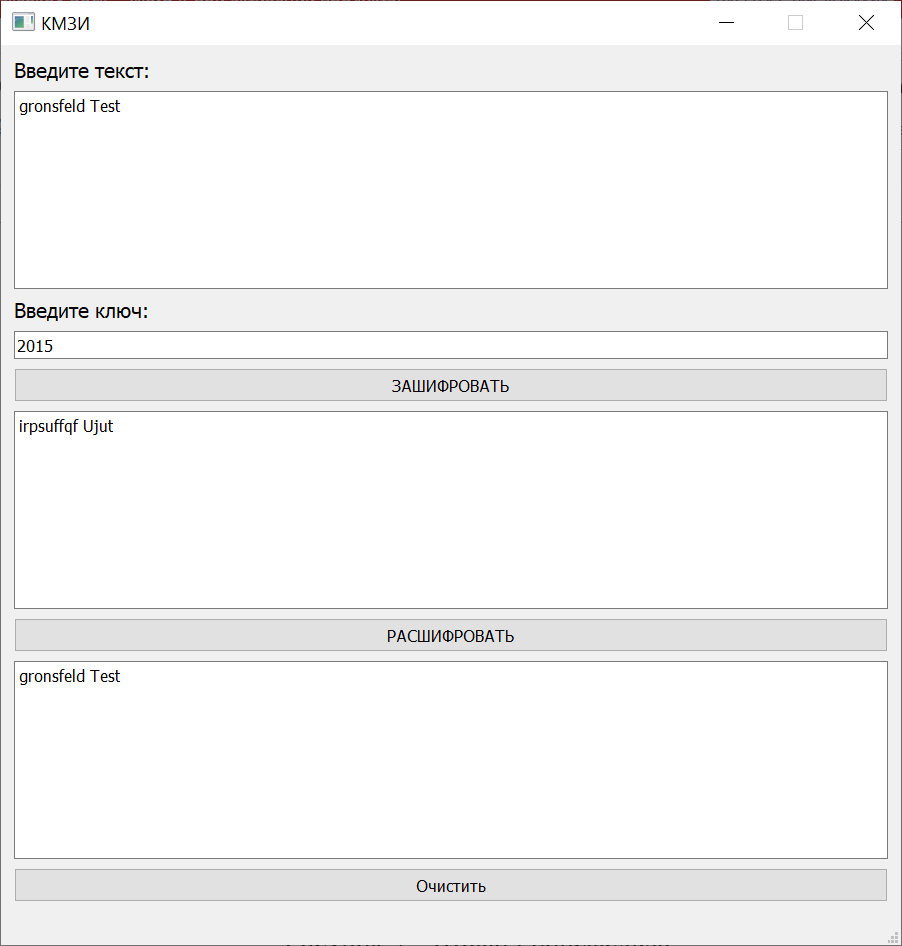 КМЗИ
Введите текст:
gronsfeld Test
Введите ключ:
2015
ЗАШИФРОВАТЬ
irpsuffqf Ujut
РАСШИФРОВАТЬ
gronsfeld Test
Очистить